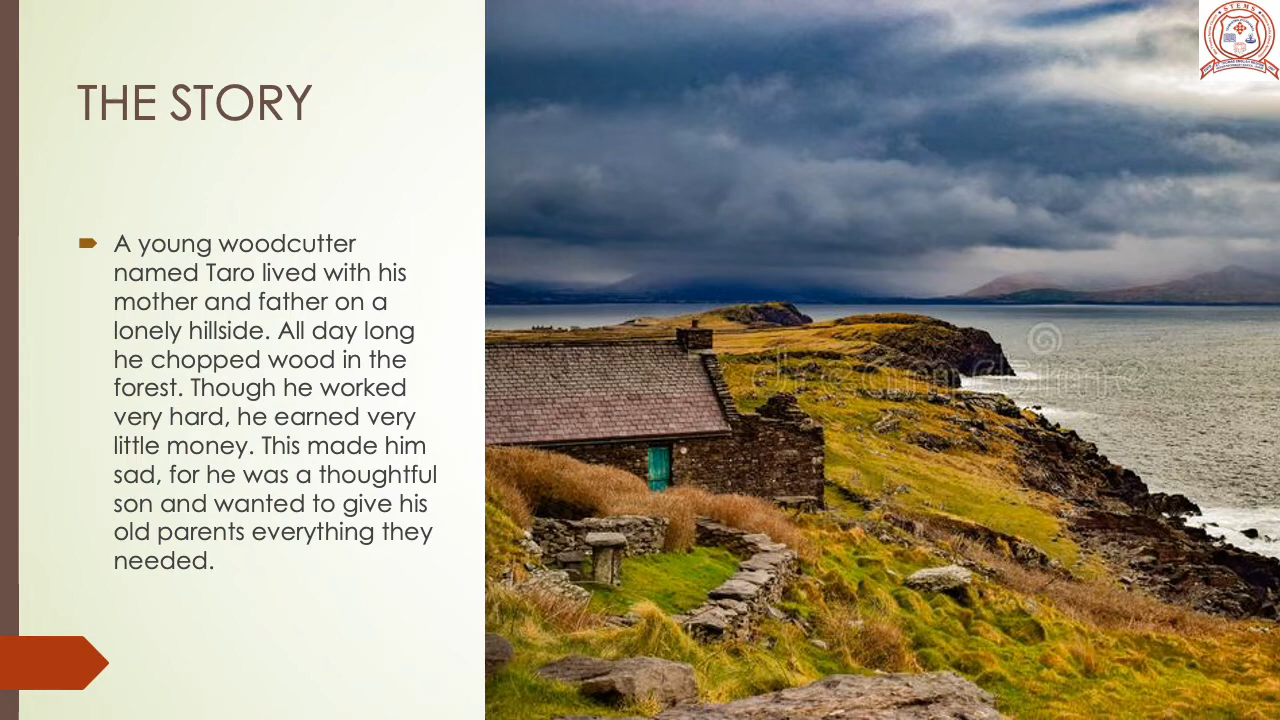 THE STORY
A young woodcutter
named Taro lived with his
mother and father on a
lonely hillside. All day long
he chopped wood in the
forest. Though he worked
very hard, he earned very
little money. This made him
sad, for he was a thoughtful
son and wanted to give his
old parents everything they
needed.
STEMS
dreamstime